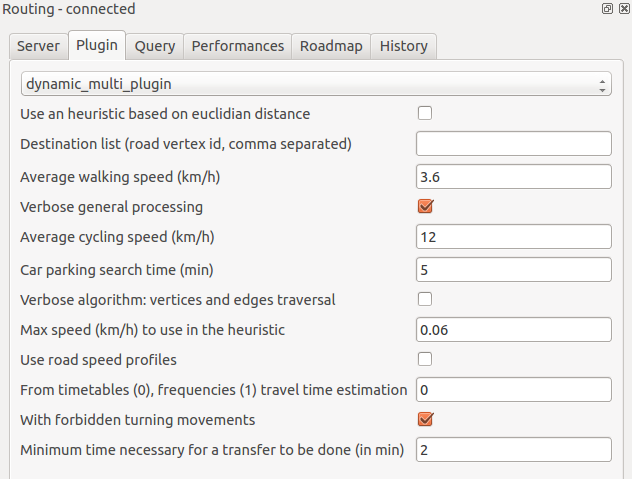 Routing - connected
Server Plugin Query Performances Roadmap History
dynamic_multi_plugin
Use an heuristic based on euclidian distance
Destination list (road vertex id, comma separated)
Average walking speed (km/h) 3.6
Verbose general processing
Average cycling speed (km/h) 12
Car parking search time (min) 5
Verbose algorithm: vertices and edges traversal
Max speed (km/h) to use in the heuristic 0.06
Use road speed profiles
From timetables (0), frequencies (1) travel time estimation 0
With forbidden turning movements
Minimum time necessary for a transfer to be done (in min) 2